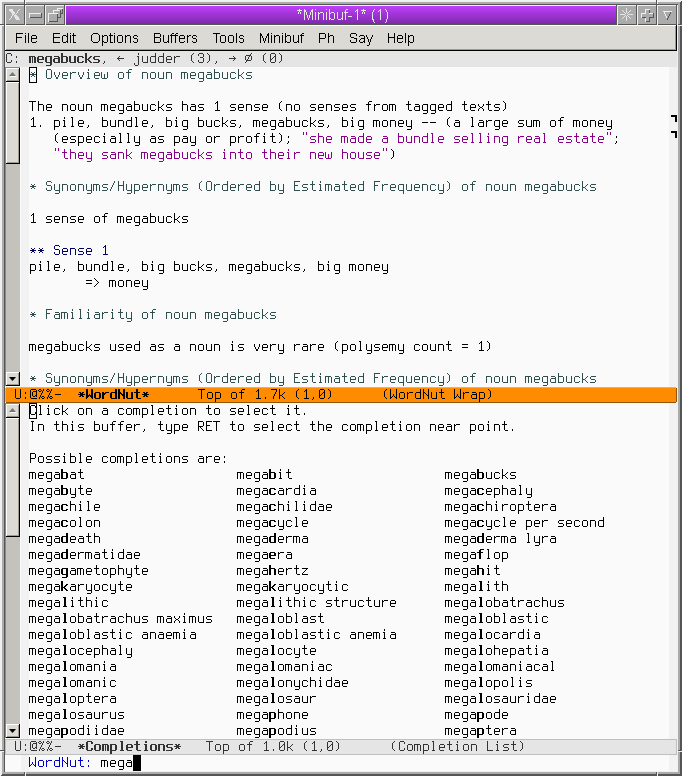 *Minibuf-1* (1)
File Edit Options Buffers Tools Minibuf Ph Say Help
C: megabucks, ← judder (3), → ∅ (0)
* Overview of noun megabucks
The noun megabucks has 1 sense (no senses from tagged texts)
1. pile, bundle, big bucks, megabucks, big money -- (a large sum of money
(especially as pay or profit); "she made a bundle selling real estate";
"they sank megabucks into their new house")
* Synonyms/Hypernyms (Ordered by Estimated Frequency) of noun megabucks
1 sense of megabucks
** Sense 1
pile, bundle, big bucks, megabucks, big money
=> money
* Familiarity of noun megabucks
megabucks used as a noun is very rare (polysemy count = 1)
* Synonyms/Hypernyms (Ordered by Estimated Frequency) of noun megabucks
U:@%%- *WordNut* Top of 1.7k (1,0) (WordNut Wrap)
Click on a completion to select it.
In this buffer, type RET to select the completion near point.
Possible completions are:
megabat megabit megabucks
megabyte megacardia megacephaly
megachile megachilidae megachiroptera
megacolon megacycle megacycle per second
megadeath megaderma megaderma lyra
megadermatidae megaera megaflop
megagametophyte megahertz megahit
megakaryocyte megakaryocytic megalith
megalithic megalithic structure megalobatrachus
megalobatrachus maximus megaloblast megaloblastic
megaloblastic anaemia megaloblastic anemia megalocardia
megalocephaly megalocyte megalohepatia
megalomania megalomaniac megalomaniacal
megalomanic megalonychidae megalopolis
megaloptera megalosaur megalosauridae
megalosaurus megaphone megapode
megapodiidae megapodius megaptera
U:@%%- *Completions* Top of 1.0k (1,0) (Completion List)
WordNut: mega